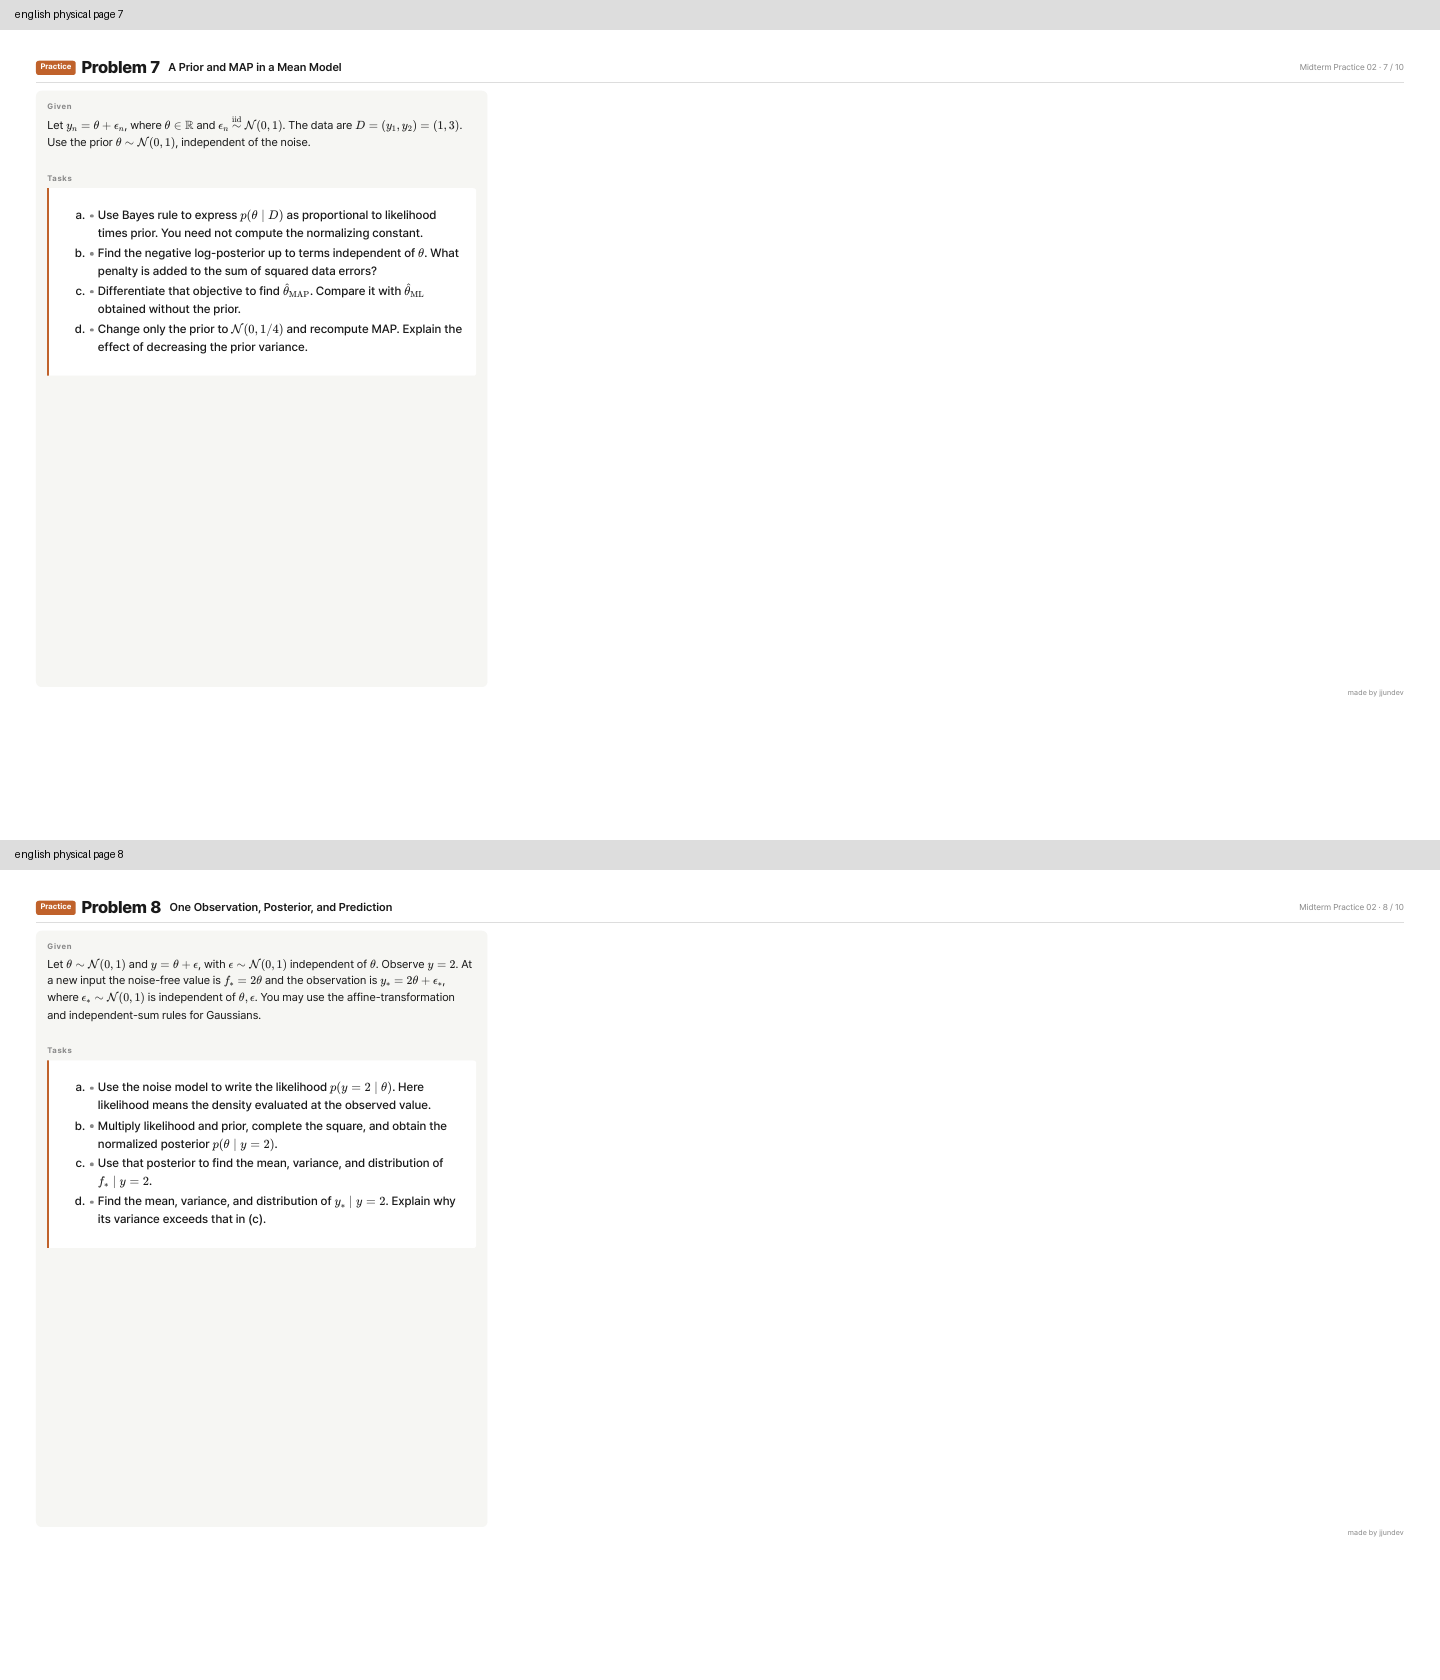 english physical page 7
Practice Problem 7 A Prior and MAP in a Mean Model
Midterm Practice 02 · 7 / 10
Given
Let yₙ = θ + ϵₙ, where θ ∈ ℝ and ϵₙ iid∼ 𝒩(0, 1). The data are D = (y₁, y₂) = (1, 3).
Use the prior θ ∼ 𝒩(0, 1), independent of the noise.
Tasks
a. • Use Bayes rule to express p(θ | D) as proportional to likelihood
times prior. You need not compute the normalizing constant.
b. • Find the negative log-posterior up to terms independent of θ. What
penalty is added to the sum of squared data errors?
c. • Differentiate that objective to find θ̂_MAP. Compare it with θ̂_ML
obtained without the prior.
d. • Change only the prior to 𝒩(0, 1/4) and recompute MAP. Explain the
effect of decreasing the prior variance.
made by jjundev
english physical page 8
Practice Problem 8 One Observation, Posterior, and Prediction
Midterm Practice 02 · 8 / 10
Given
Let θ ∼ 𝒩(0, 1) and y = θ + ϵ, with ϵ ∼ 𝒩(0, 1) independent of θ. Observe y = 2. At
a new input the noise-free value is f∗ = 2θ and the observation is y∗ = 2θ + ϵ∗,
where ϵ∗ ∼ 𝒩(0, 1) is independent of θ, ϵ. You may use the affine-transformation
and independent-sum rules for Gaussians.
Tasks
a. • Use the noise model to write the likelihood p(y = 2 | θ). Here
likelihood means the density evaluated at the observed value.
b. • Multiply likelihood and prior, complete the square, and obtain the
normalized posterior p(θ | y = 2).
c. • Use that posterior to find the mean, variance, and distribution of
f∗ | y = 2.
d. • Find the mean, variance, and distribution of y∗ | y = 2. Explain why
its variance exceeds that in (c).
made by jjundev